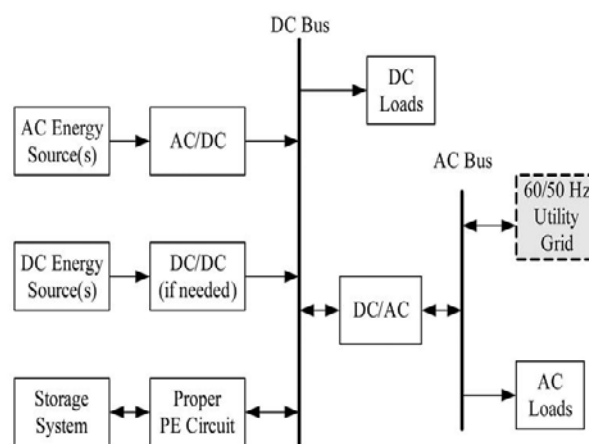 DC Bus
DC
Loads
AC Energy
Source(s)
AC/DC
AC Bus
60/50 Hz
Utility
Grid
DC Energy
Source(s)
DC/DC
(if needed)
DC/AC
Storage
System
Proper
PE Circuit
AC
Loads